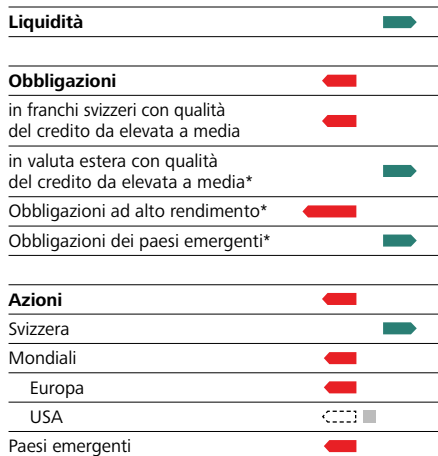 Liquidità
Obbligazioni
in franchi svizzeri con qualità
del credito da elevata a media
in valuta estera con qualità
del credito da elevata a media*
Obbligazioni ad alto rendimento*
Obbligazioni dei paesi emergenti*
Azioni
Svizzera
Mondiali
Europa
USA
Paesi emergenti